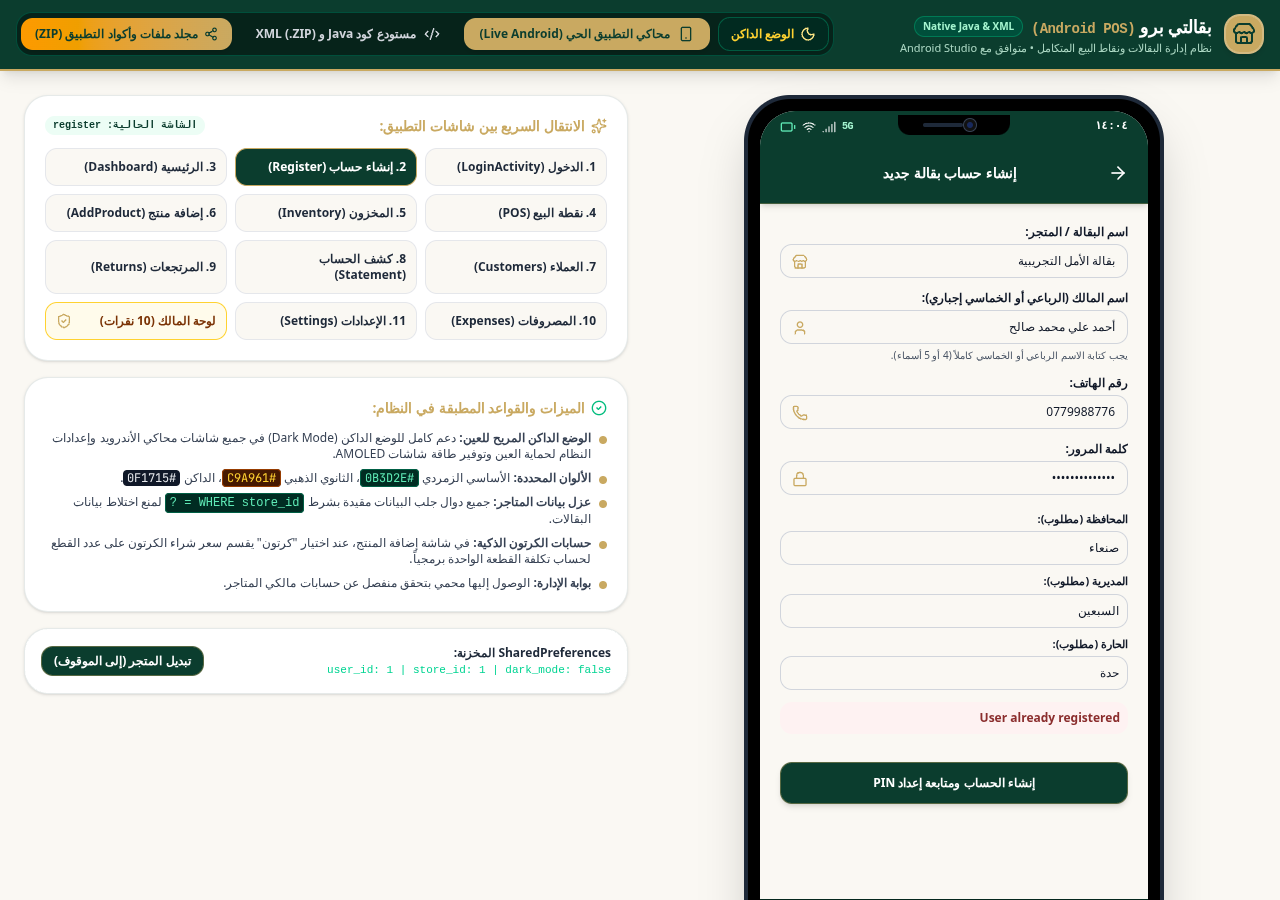 بقالتي برو (Android POS) Native Java & XML
نظام إدارة البقالات ونقاط البيع المتكامل • متوافق مع Android Studio
الوضع الداكن
محاكي التطبيق الحي (Live Android)
مستودع كود Java و XML (.ZIP)
مجلد ملفات وأكواد التطبيق (ZIP)
١٤:٠٤
5G
إنشاء حساب بقالة جديد
اسم البقالة / المتجر:
بقالة الأمل التجريبية
اسم المالك (الرباعي أو الخماسي إجباري):
أحمد علي محمد صالح
يجب كتابة الاسم الرباعي أو الخماسي كاملاً (4 أو 5 أسماء).
رقم الهاتف:
0779988776
كلمة المرور:
••••••••••••••
المحافظة (مطلوب):
صنعاء
المديرية (مطلوب):
السبعين
الحارة (مطلوب):
حدة
User already registered
إنشاء الحساب ومتابعة إعداد PIN
الانتقال السريع بين شاشات التطبيق:
الشاشة الحالية: register
1. الدخول (LoginActivity)
2. إنشاء حساب (Register)
3. الرئيسية (Dashboard)
4. نقطة البيع (POS)
5. المخزون (Inventory)
6. إضافة منتج (AddProduct)
7. العملاء (Customers)
8. كشف الحساب
(Statement)
9. المرتجعات (Returns)
10. المصروفات (Expenses)
11. الإعدادات (Settings)
لوحة المالك (10 نقرات)
الميزات والقواعد المطبقة في النظام:
الوضع الداكن المريح للعين: دعم كامل للوضع الداكن (Dark Mode) في جميع شاشات محاكي الأندرويد وإعدادات
النظام لحماية العين وتوفير طاقة شاشات AMOLED.
الألوان المحددة: الأساسي الزمردي #0B3D2E، الثانوي الذهبي #C9A961، الداكن #0F1715.
عزل بيانات المتاجر: جميع دوال جلب البيانات مقيدة بشرط WHERE store_id = ? لمنع اختلاط بيانات
البقالات.
حسابات الكرتون الذكية: في شاشة إضافة المنتج، عند اختيار "كرتون" يقسم سعر شراء الكرتون على عدد القطع
لحساب تكلفة القطعة الواحدة برمجياً.
بوابة الإدارة: الوصول إليها محمي بتحقق منفصل عن حسابات مالكي المتاجر.
SharedPreferences المخزنة:
user_id: 1 | store_id: 1 | dark_mode: false
تبديل المتجر (إلى الموقوف)